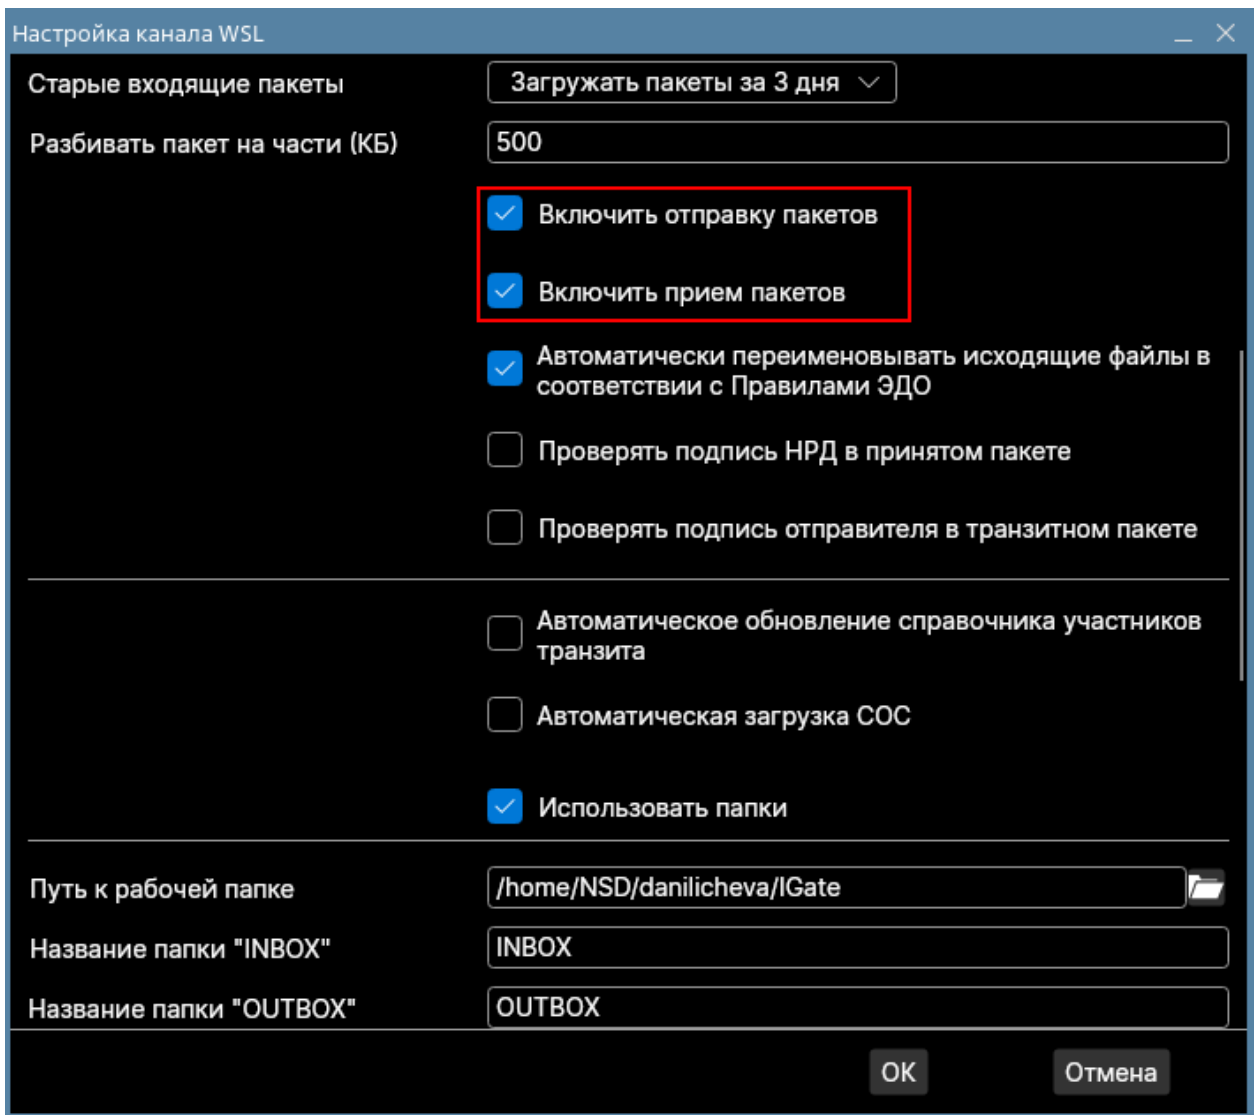 Настройка канала WSL
Старые входящие пакеты
Загружать пакеты за 3 дня
Разбивать пакет на части (КБ)
500
Включить отправку пакетов
Включить прием пакетов
Автоматически переименовывать исходящие файлы в
соответствии с Правилами ЭДО
Проверять подпись НРД в принятом пакете
Проверять подпись отправителя в транзитном пакете
Автоматическое обновление справочника участников
транзита
Автоматическая загрузка СОС
Использовать папки
Путь к рабочей папке
/home/NSD/danilicheva/IGate
Название папки "INBOX"
INBOX
Название папки "OUTBOX"
OUTBOX
ОК
Отмена